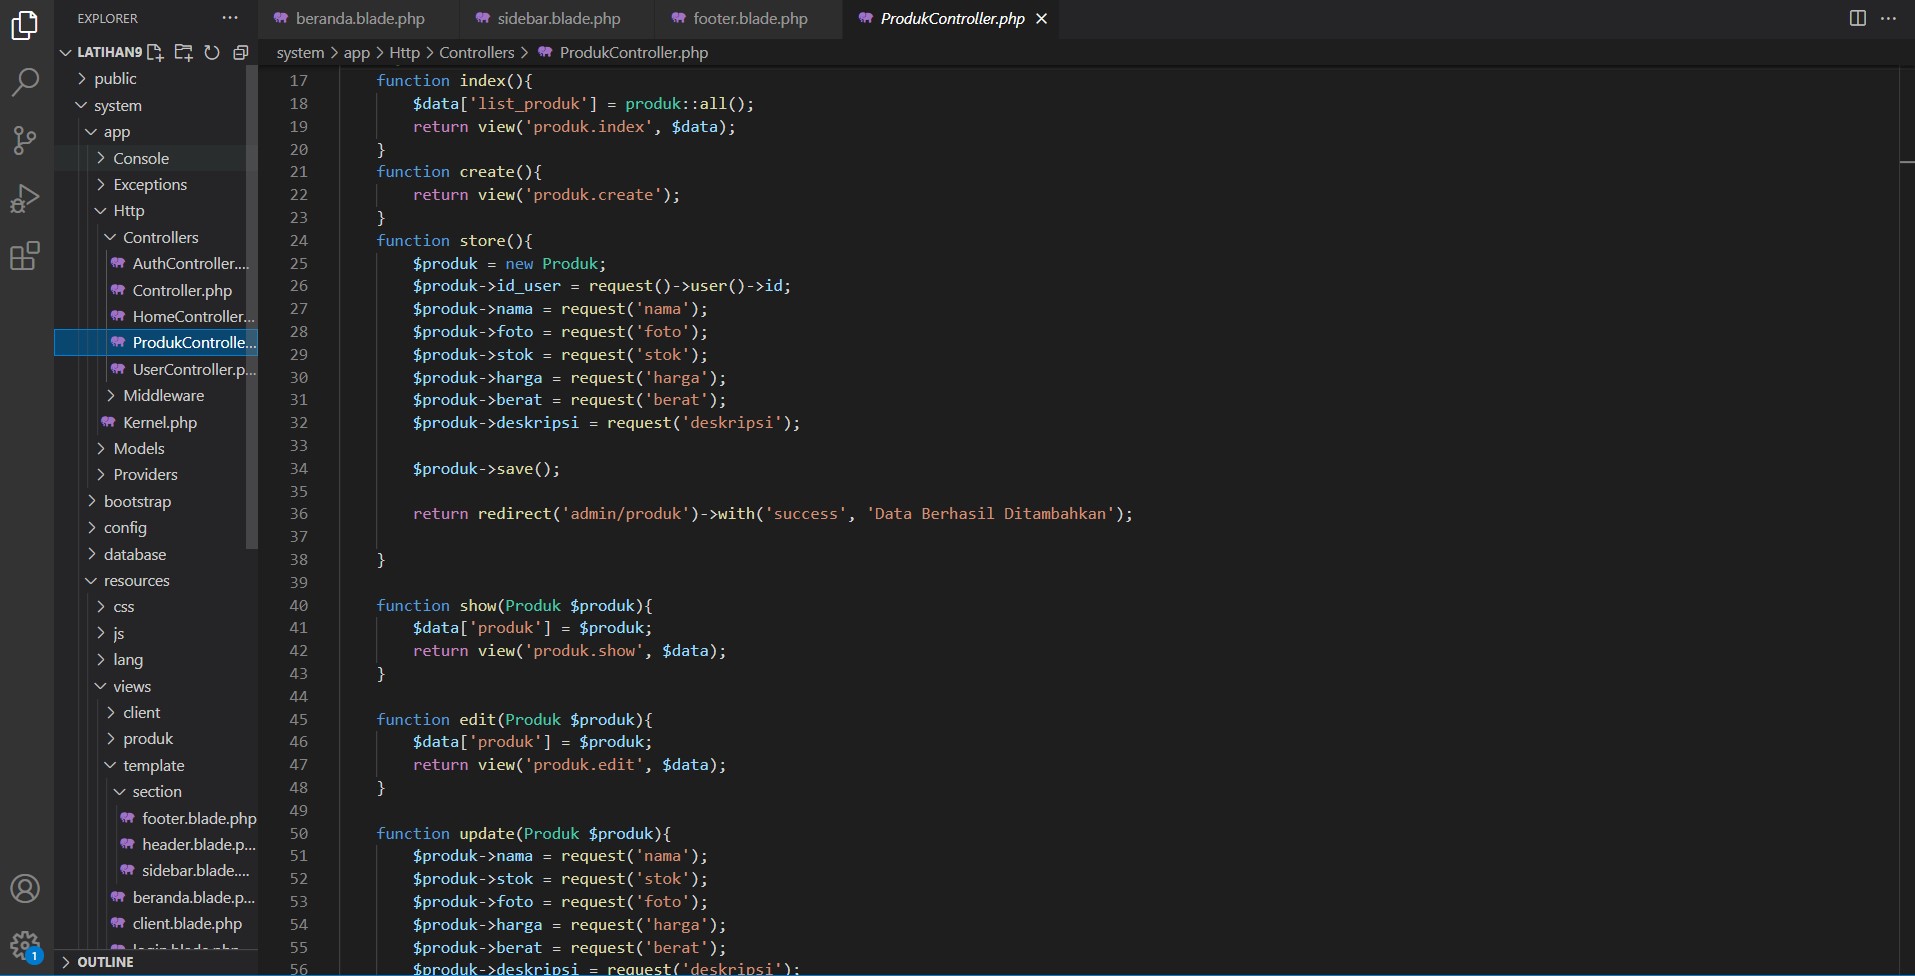 EXPLORER
LATIHAN9
public
system
app
Console
Exceptions
Http
Controllers
AuthController....
Controller.php
HomeController...
ProdukControlle...
UserController.p...
Middleware
Kernel.php
Models
Providers
bootstrap
config
database
resources
css
js
lang
views
client
produk
template
section
footer.blade.php
header.blade.p...
sidebar.blade....
beranda.blade.p...
client.blade.php
login.blade.php
OUTLINE
1
beranda.blade.php sidebar.blade.php footer.blade.php ProdukController.php
system > app > Http > Controllers > ProdukController.php
17 function index(){
18 $data['list_produk'] = produk::all();
19 return view('produk.index', $data);
20 }
21 function create(){
22 return view('produk.create');
23 }
24 function store(){
25 $produk = new Produk;
26 $produk->id_user = request()->user()->id;
27 $produk->nama = request('nama');
28 $produk->foto = request('foto');
29 $produk->stok = request('stok');
30 $produk->harga = request('harga');
31 $produk->berat = request('berat');
32 $produk->deskripsi = request('deskripsi');
33
34 $produk->save();
35
36 return redirect('admin/produk')->with('success', 'Data Berhasil Ditambahkan');
37
38 }
39
40 function show(Produk $produk){
41 $data['produk'] = $produk;
42 return view('produk.show', $data);
43 }
44
45 function edit(Produk $produk){
46 $data['produk'] = $produk;
47 return view('produk.edit', $data);
48 }
49
50 function update(Produk $produk){
51 $produk->nama = request('nama');
52 $produk->stok = request('stok');
53 $produk->foto = request('foto');
54 $produk->harga = request('harga');
55 $produk->berat = request('berat');
56 $produk->deskripsi = request('deskripsi');